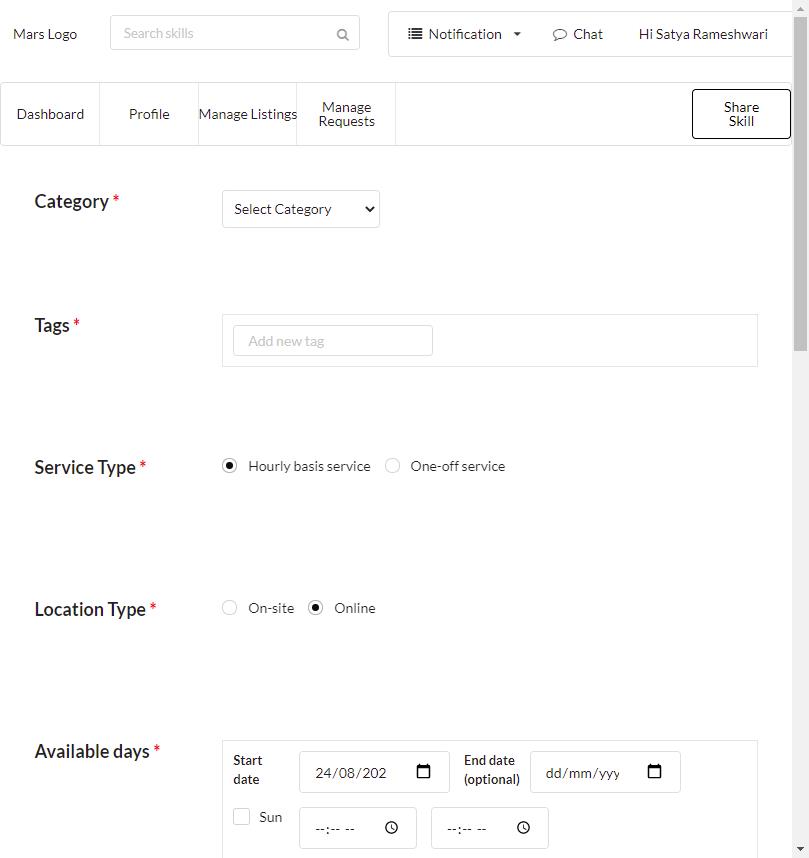 Mars Logo
Search skills
Notification
Chat
Hi Satya Rameshwari
Dashboard
Profile
Manage Listings
Manage
Requests
Share
Skill
Category *
Select Category
Tags *
Add new tag
Service Type *
Hourly basis service
One-off service
Location Type *
On-site
Online
Available days *
Start
date
24/08/202
End date
(optional)
dd/mm/yyy
Sun
--:-- --
--:-- --